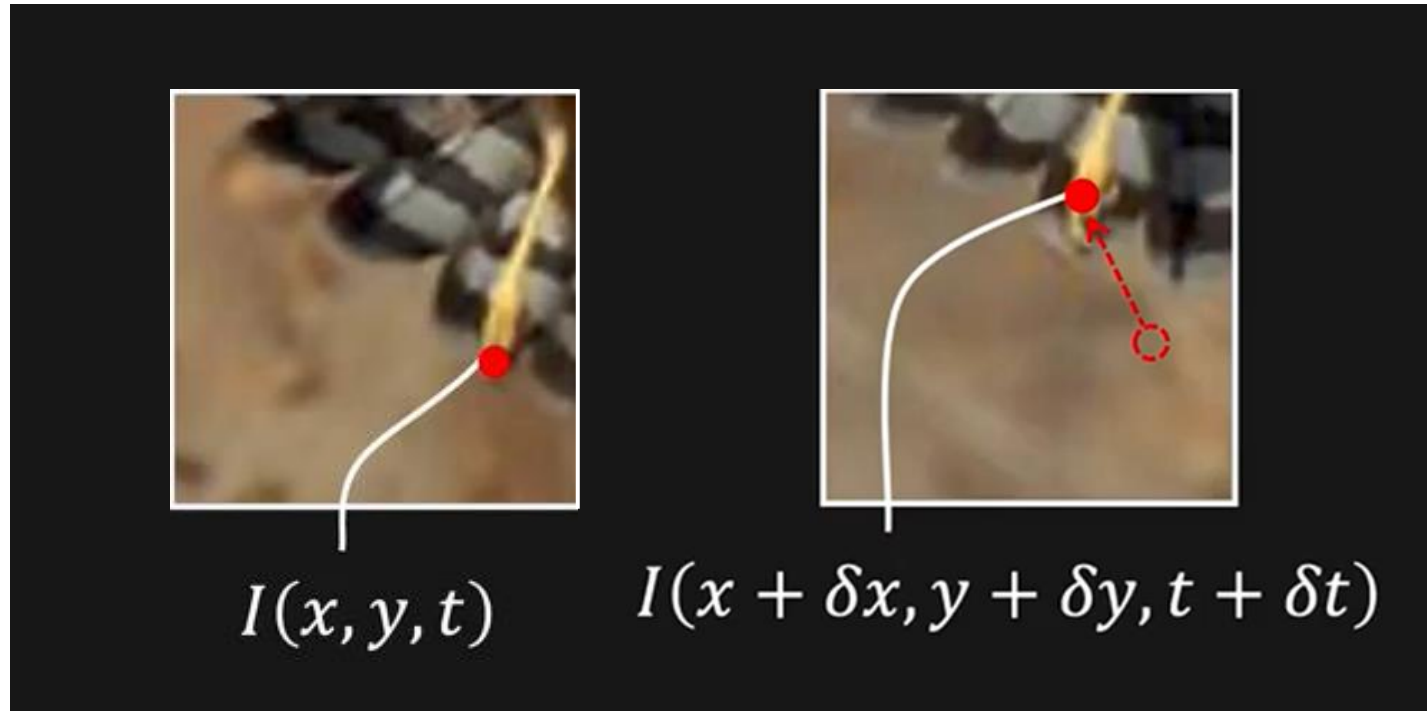 I(x, y, t)
I(x + δx, y + δy, t + δt)